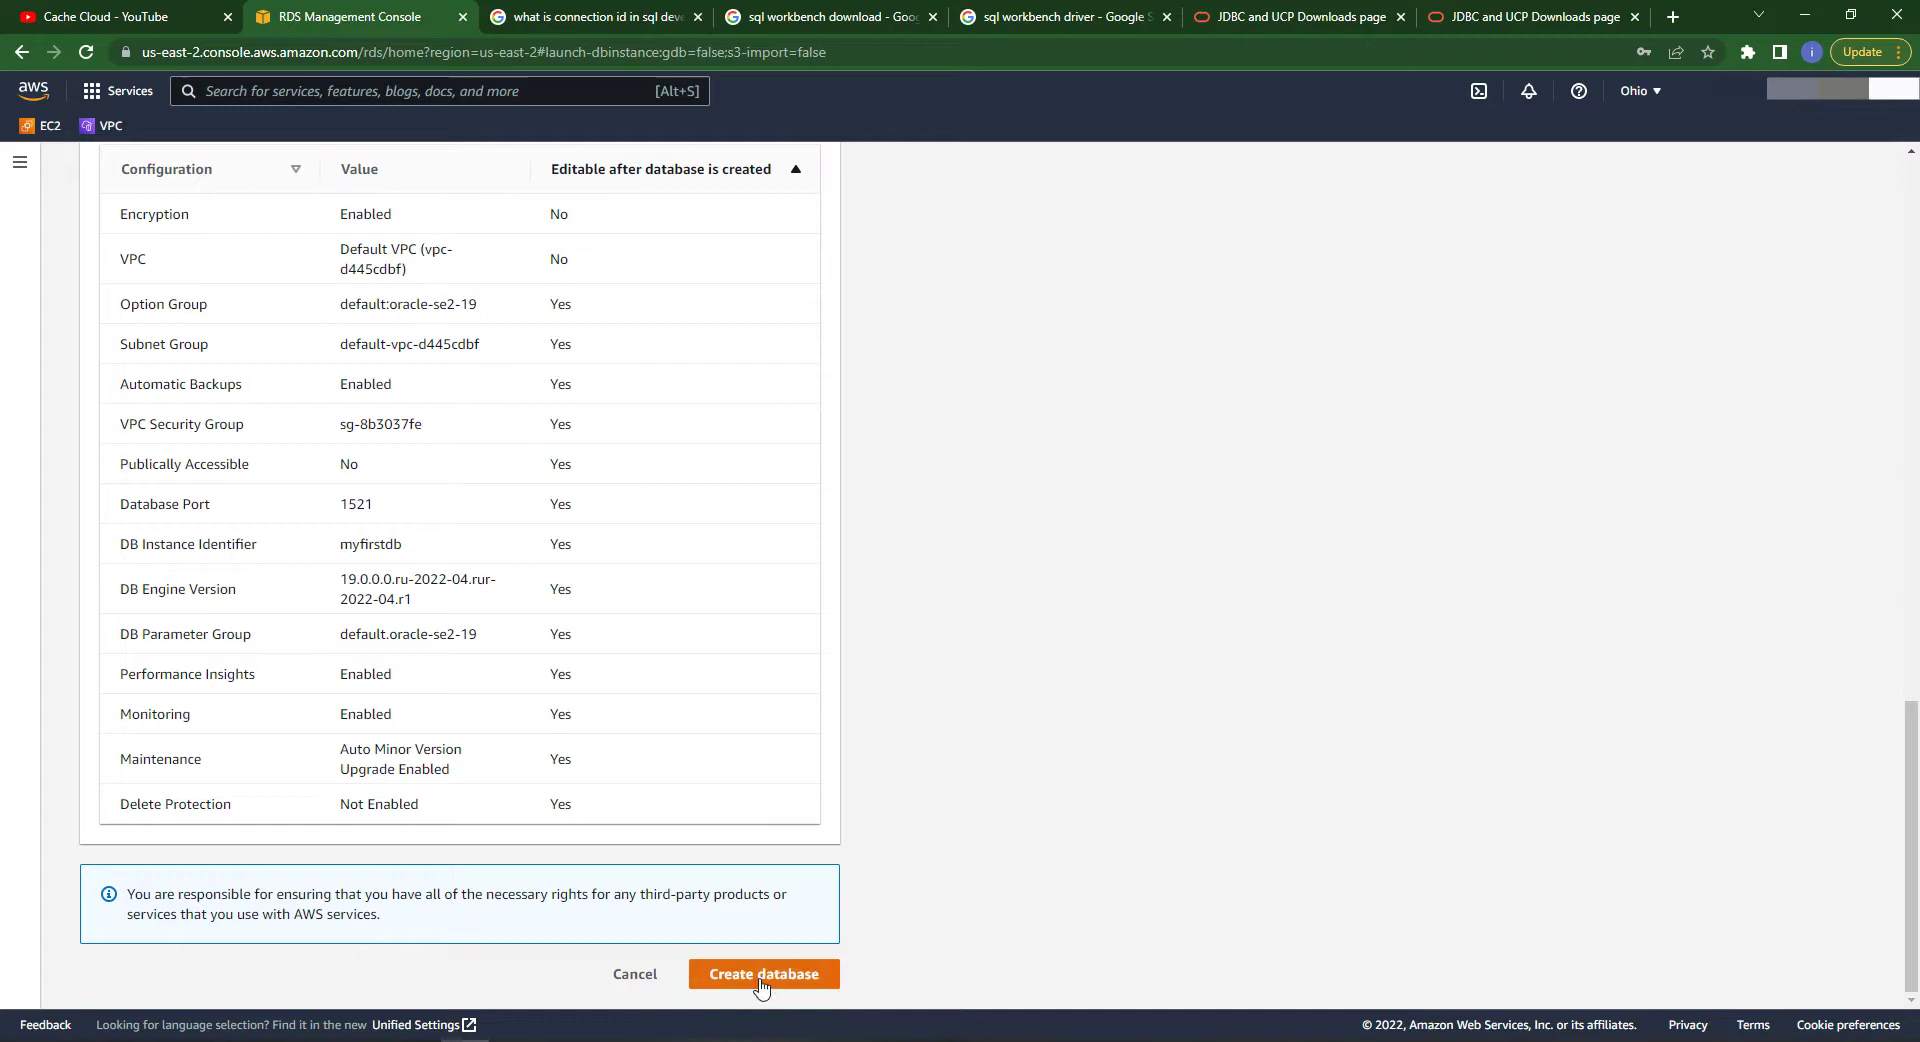 Cache Cloud - YouTube
RDS Management Console
what is connection id in sql deve
sql workbench download - Goo
sql workbench driver - Google S
JDBC and UCP Downloads page
JDBC and UCP Downloads page
us-east-2.console.aws.amazon.com/rds/home?region=us-east-2#launch-dbinstance:gdb=false;s3-import=false
i
Update
aws
Services
Search for services, features, blogs, docs, and more
[Alt+S]
Ohio
EC2
VPC
Configuration Value Editable after database is created
Encryption Enabled No
VPC Default VPC (vpc-
d445cdbf) No
Option Group default:oracle-se2-19 Yes
Subnet Group default-vpc-d445cdbf Yes
Automatic Backups Enabled Yes
VPC Security Group sg-8b3037fe Yes
Publically Accessible No Yes
Database Port 1521 Yes
DB Instance Identifier myfirstdb Yes
DB Engine Version 19.0.0.0.ru-2022-04.rur-
2022-04.r1 Yes
DB Parameter Group default.oracle-se2-19 Yes
Performance Insights Enabled Yes
Monitoring Enabled Yes
Maintenance Auto Minor Version
Upgrade Enabled Yes
Delete Protection Not Enabled Yes
You are responsible for ensuring that you have all of the necessary rights for any third-party products or
services that you use with AWS services.
Cancel
Create database
Feedback
Looking for language selection? Find it in the new Unified Settings
© 2022, Amazon Web Services, Inc. or its affiliates.
Privacy
Terms
Cookie preferences